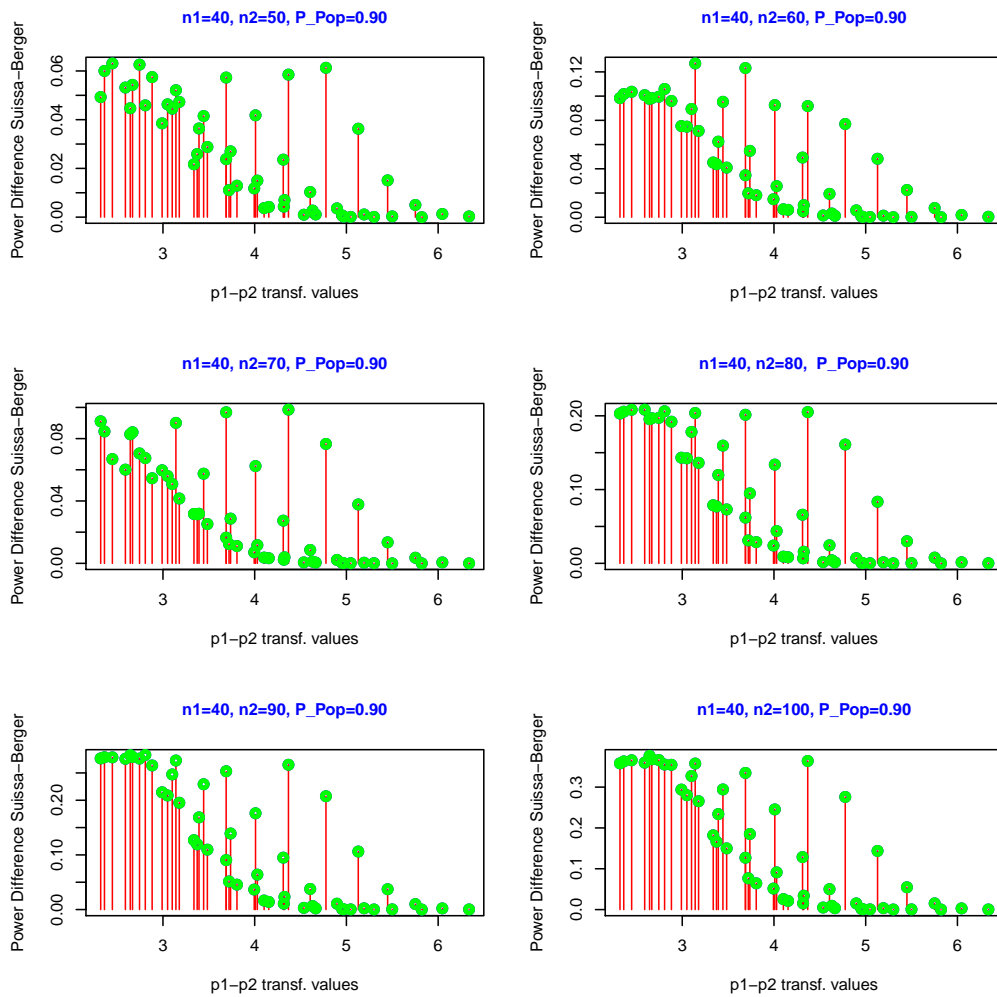 n1=40, n2=50, P_Pop=0.90
Power Difference Suissa−Berger
0.00
0.02
0.04
0.06
3
4
5
6
p1−p2 transf. values
n1=40, n2=60, P_Pop=0.90
Power Difference Suissa−Berger
0.00
0.04
0.08
0.12
3
4
5
6
p1−p2 transf. values
n1=40, n2=70, P_Pop=0.90
Power Difference Suissa−Berger
0.00
0.04
0.08
3
4
5
6
p1−p2 transf. values
n1=40, n2=80, P_Pop=0.90
Power Difference Suissa−Berger
0.00
0.10
0.20
3
4
5
6
p1−p2 transf. values
n1=40, n2=90, P_Pop=0.90
Power Difference Suissa−Berger
0.00
0.10
0.20
3
4
5
6
p1−p2 transf. values
n1=40, n2=100, P_Pop=0.90
Power Difference Suissa−Berger
0.0
0.1
0.2
0.3
3
4
5
6
p1−p2 transf. values